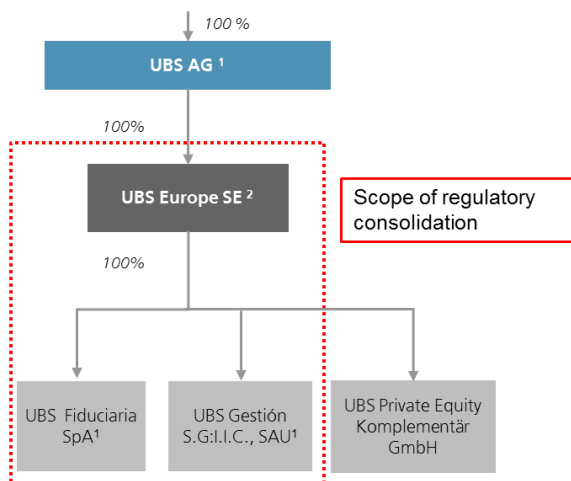 100 %
UBS AG ¹
100%
UBS Europe SE ²
Scope of regulatory
consolidation
100%
UBS Fiduciaria
SpA¹
UBS Gestión
S.G:I.I.C., SAU¹
UBS Private Equity
Komplementär
GmbH